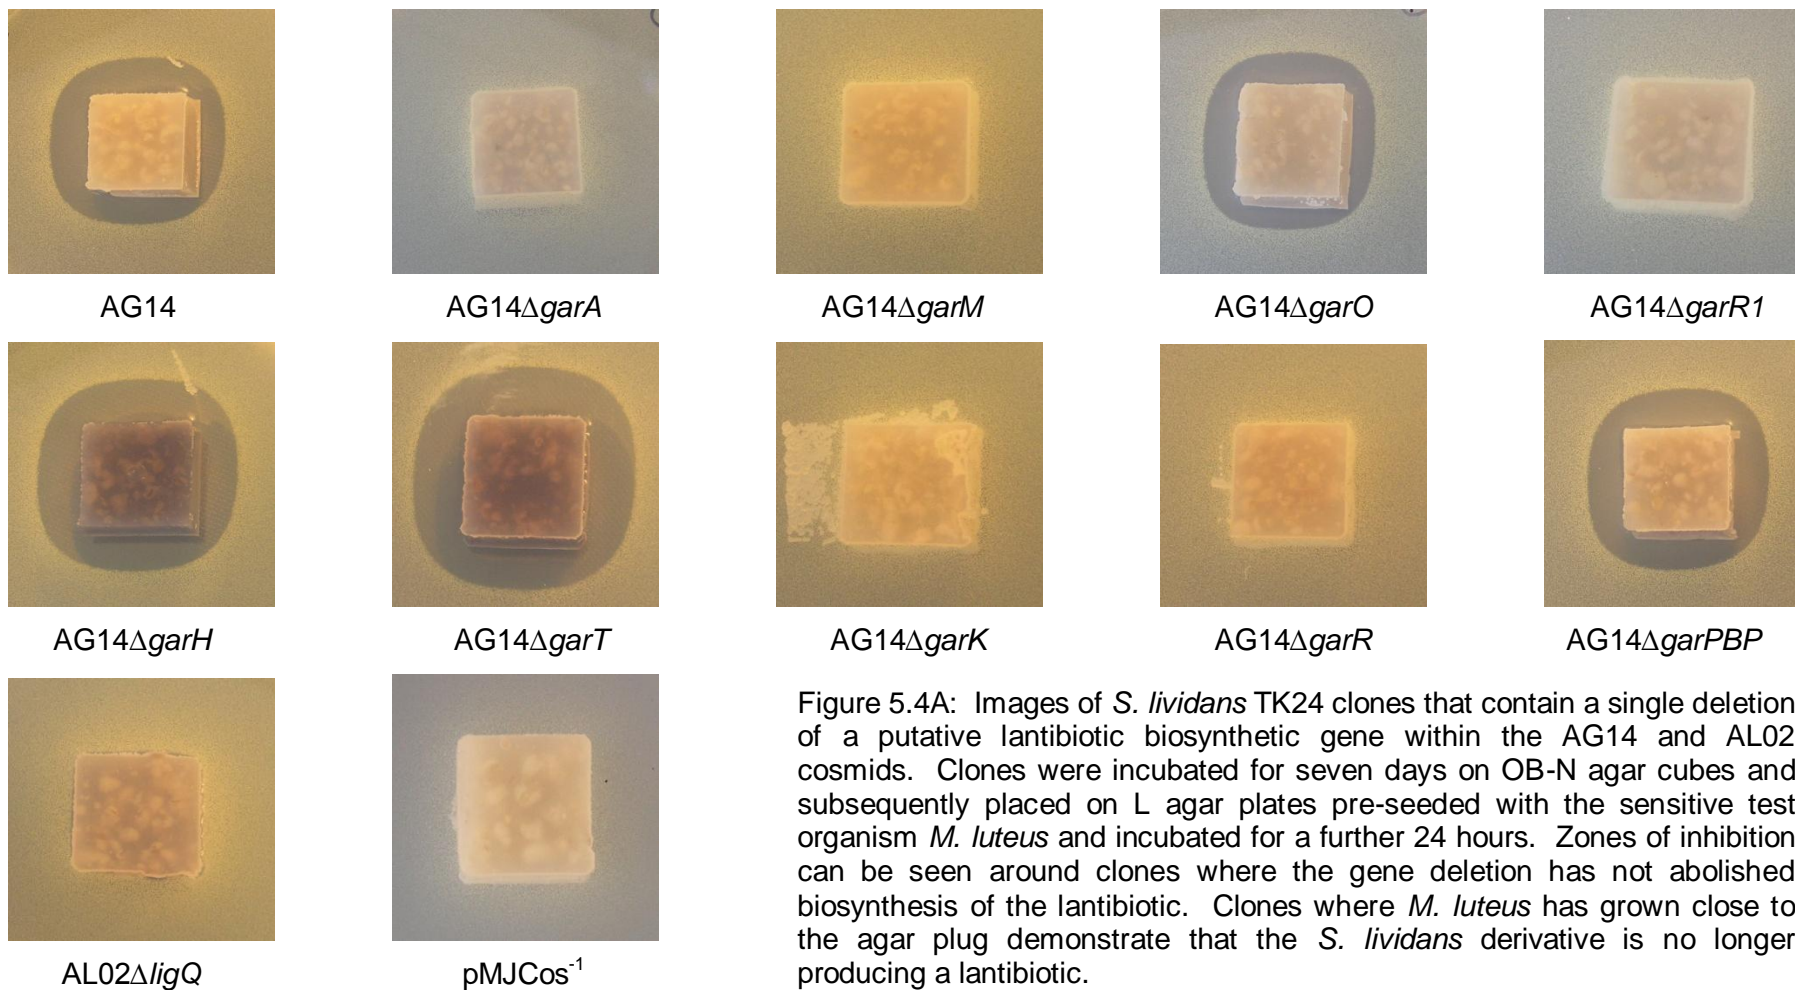 AG14
AG14ΔgarA
AG14ΔgarM
AG14ΔgarO
AG14ΔgarR1
AG14ΔgarH
AG14ΔgarT
AG14ΔgarK
AG14ΔgarR
AG14ΔgarPBP
AL02ΔligQ
pMJCos-1
Figure 5.4A: Images of S. lividans TK24 clones that contain a single deletion
of a putative lantibiotic biosynthetic gene within the AG14 and AL02
cosmids. Clones were incubated for seven days on OB-N agar cubes and
subsequently placed on L agar plates pre-seeded with the sensitive test
organism M. luteus and incubated for a further 24 hours. Zones of inhibition
can be seen around clones where the gene deletion has not abolished
biosynthesis of the lantibiotic. Clones where M. luteus has grown close to
the agar plug demonstrate that the S. lividans derivative is no longer
producing a lantibiotic.